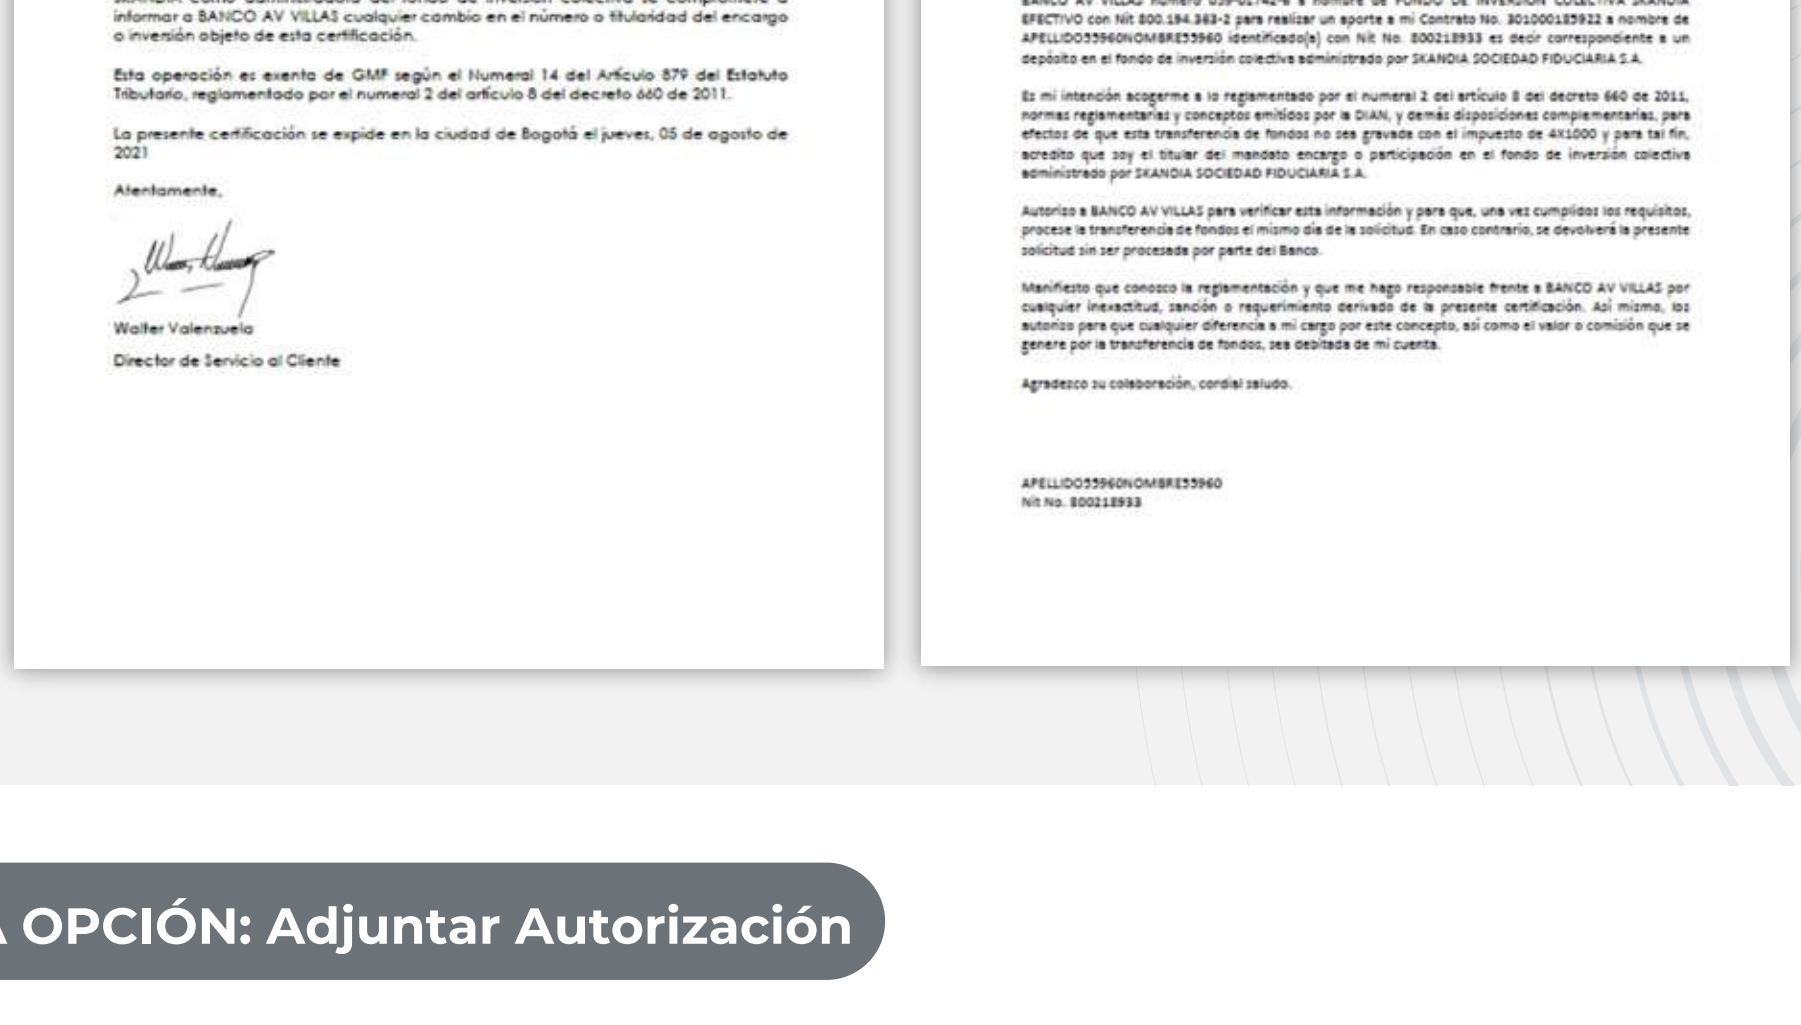 informar a BANCO AV VILLAS cualquier cambio en el número o titularidad del encargo
o inversión objeto de esta certificación.
Esta operación es exenta de GMF según el Numeral 14 del Artículo 879 del Estatuto
Tributario, reglamentado por el numeral 2 del artículo 8 del decreto 660 de 2011.
La presente certificación se expide en la ciudad de Bogotá el jueves, 05 de agosto de
2021
Atentamente,
Walter Valenzuela
Director de Servicio al Cliente
EFECTIVO con Nit 800.194.363-2 para realizar un aporte a mi Contrato No. 301000185922 a nombre de
APELLIDO55960NOMBRE55960 identificado(a) con Nit No. 800218933 es decir correspondiente a un
depósito en el fondo de inversión colectiva administrado por SKANDIA SOCIEDAD FIDUCIARIA S.A.
Es mi intención acogerme a lo reglamentado por el numeral 2 del artículo 8 del decreto 660 de 2011,
normas reglamentarias y conceptos emitidos por la DIAN, y demás disposiciones complementarias, para
efectos de que esta transferencia de fondos no sea gravada con el impuesto de 4X1000 y para tal fin,
acredito que soy el titular del mandato encargo o participación en el fondo de inversión colectiva
administrado por SKANDIA SOCIEDAD FIDUCIARIA S.A.
Autorizo a BANCO AV VILLAS para verificar esta información y para que, una vez cumplidos los requisitos,
procese la transferencia de fondos el mismo día de la solicitud. En caso contrario, se devolverá la presente
solicitud sin ser procesada por parte del Banco.
Manifiesto que conozco la reglamentación y que me hago responsable frente a BANCO AV VILLAS por
cualquier inexactitud, sanción o requerimiento derivado de la presente certificación. Así mismo, los
autorizo para que cualquier diferencia a mi cargo por este concepto, así como el valor o comisión que se
genere por la transferencia de fondos, sea debitada de mi cuenta.
Agradezco su colaboración, cordial saludo.
APELLIDO55960NOMBRE55960
Nit No. 800218933
A OPCIÓN: Adjuntar Autorización